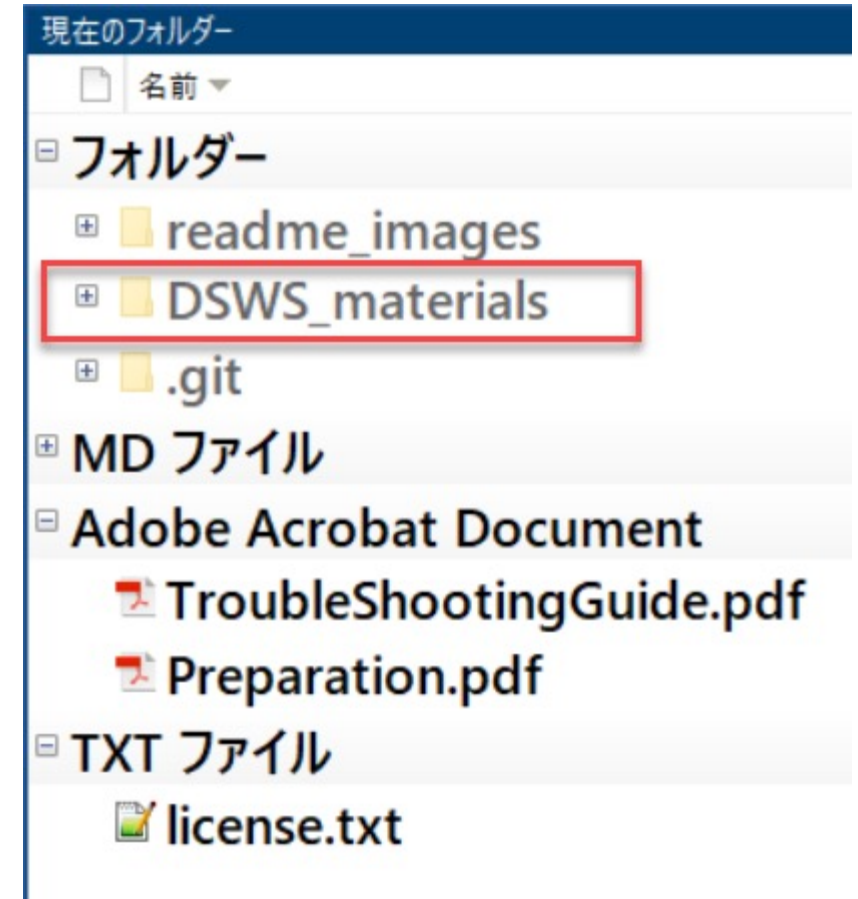 現在のフォルダー
名前
フォルダー
readme_images
DSWS_materials
.git
MD ファイル
Adobe Acrobat Document
TroubleShootingGuide.pdf
Preparation.pdf
TXT ファイル
license.txt